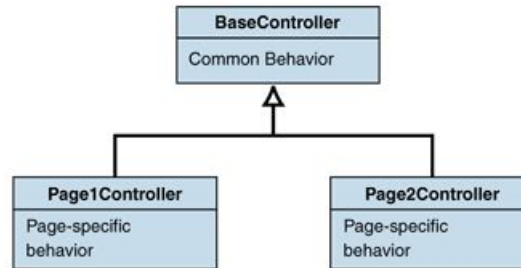 BaseController
Common Behavior
Page1Controller
Page-specific
behavior
Page2Controller
Page-specific
behavior